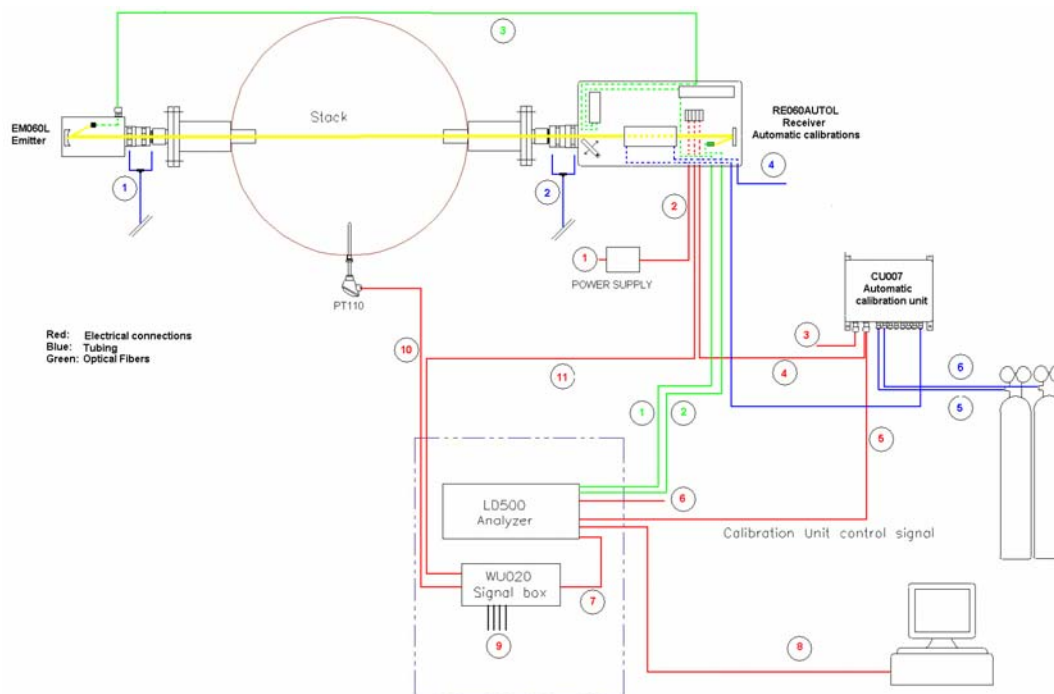 3
EM060L
Emitter
Stack
RE060AUTOL
Receiver
Automatic calibrations
1
2
2
4
1
POWER SUPPLY
PT110
CU007
Automatic
calibration unit
Red: Electrical connections
Blue: Tubing
Green: Optical Fibers
10
11
3
4
6
5
1
2
5
LD500
Analyzer
6
Calibration Unit control signal
WU020
Signal box
7
9
8